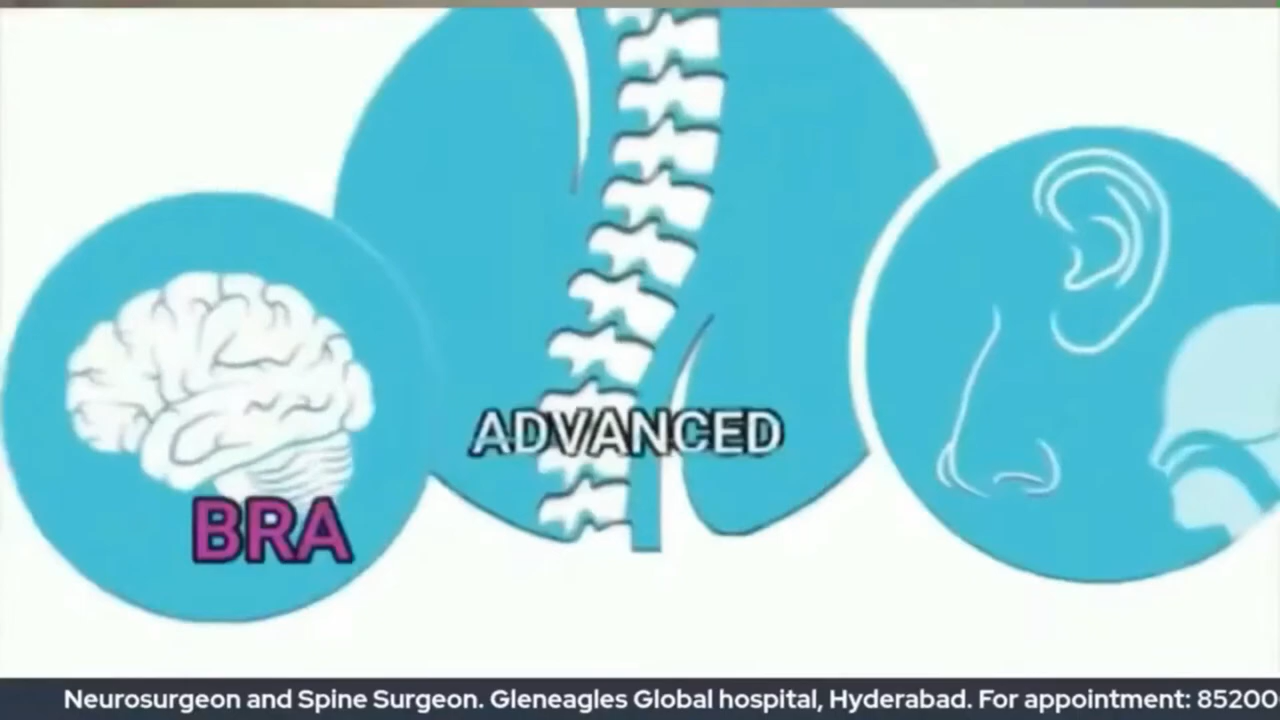 ADVANCED
BRA
Neurosurgeon and Spine Surgeon. Gleneagles Global hospital, Hyderabad. For appointment: 85200